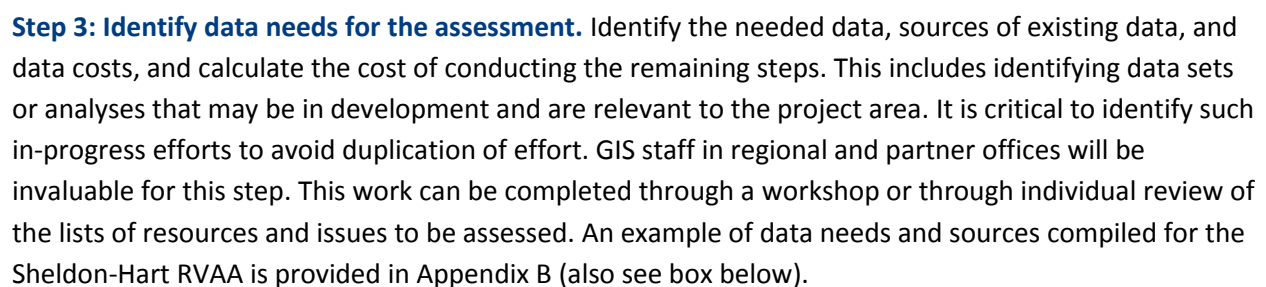 Step 3: Identify data needs for the assessment. Identify the needed data, sources of existing data, and
data costs, and calculate the cost of conducting the remaining steps. This includes identifying data sets
or analyses that may be in development and are relevant to the project area. It is critical to identify such
in-progress efforts to avoid duplication of effort. GIS staff in regional and partner offices will be
invaluable for this step. This work can be completed through a workshop or through individual review of
the lists of resources and issues to be assessed. An example of data needs and sources compiled for the
Sheldon-Hart RVAA is provided in Appendix B (also see box below).